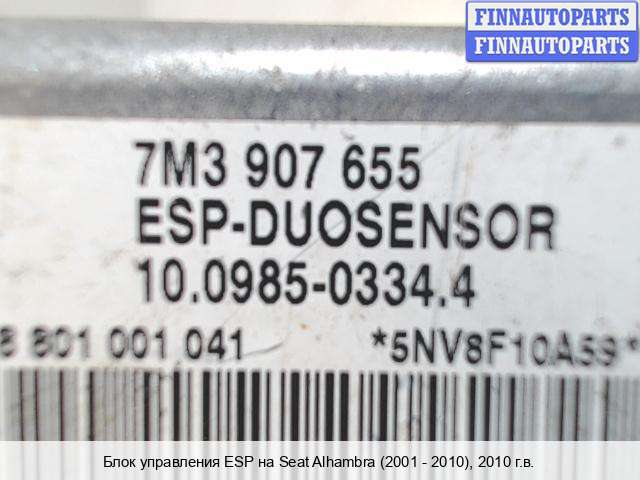 FINNAUTOPARTS
FINNAUTOPARTS
7M3 907 655
ESP-DUOSENSOR
10.0985-0334.4
8 801 001 041 *5NV8F10A59*
Блок управления ESP на Seat Alhambra (2001 - 2010), 2010 г.в.